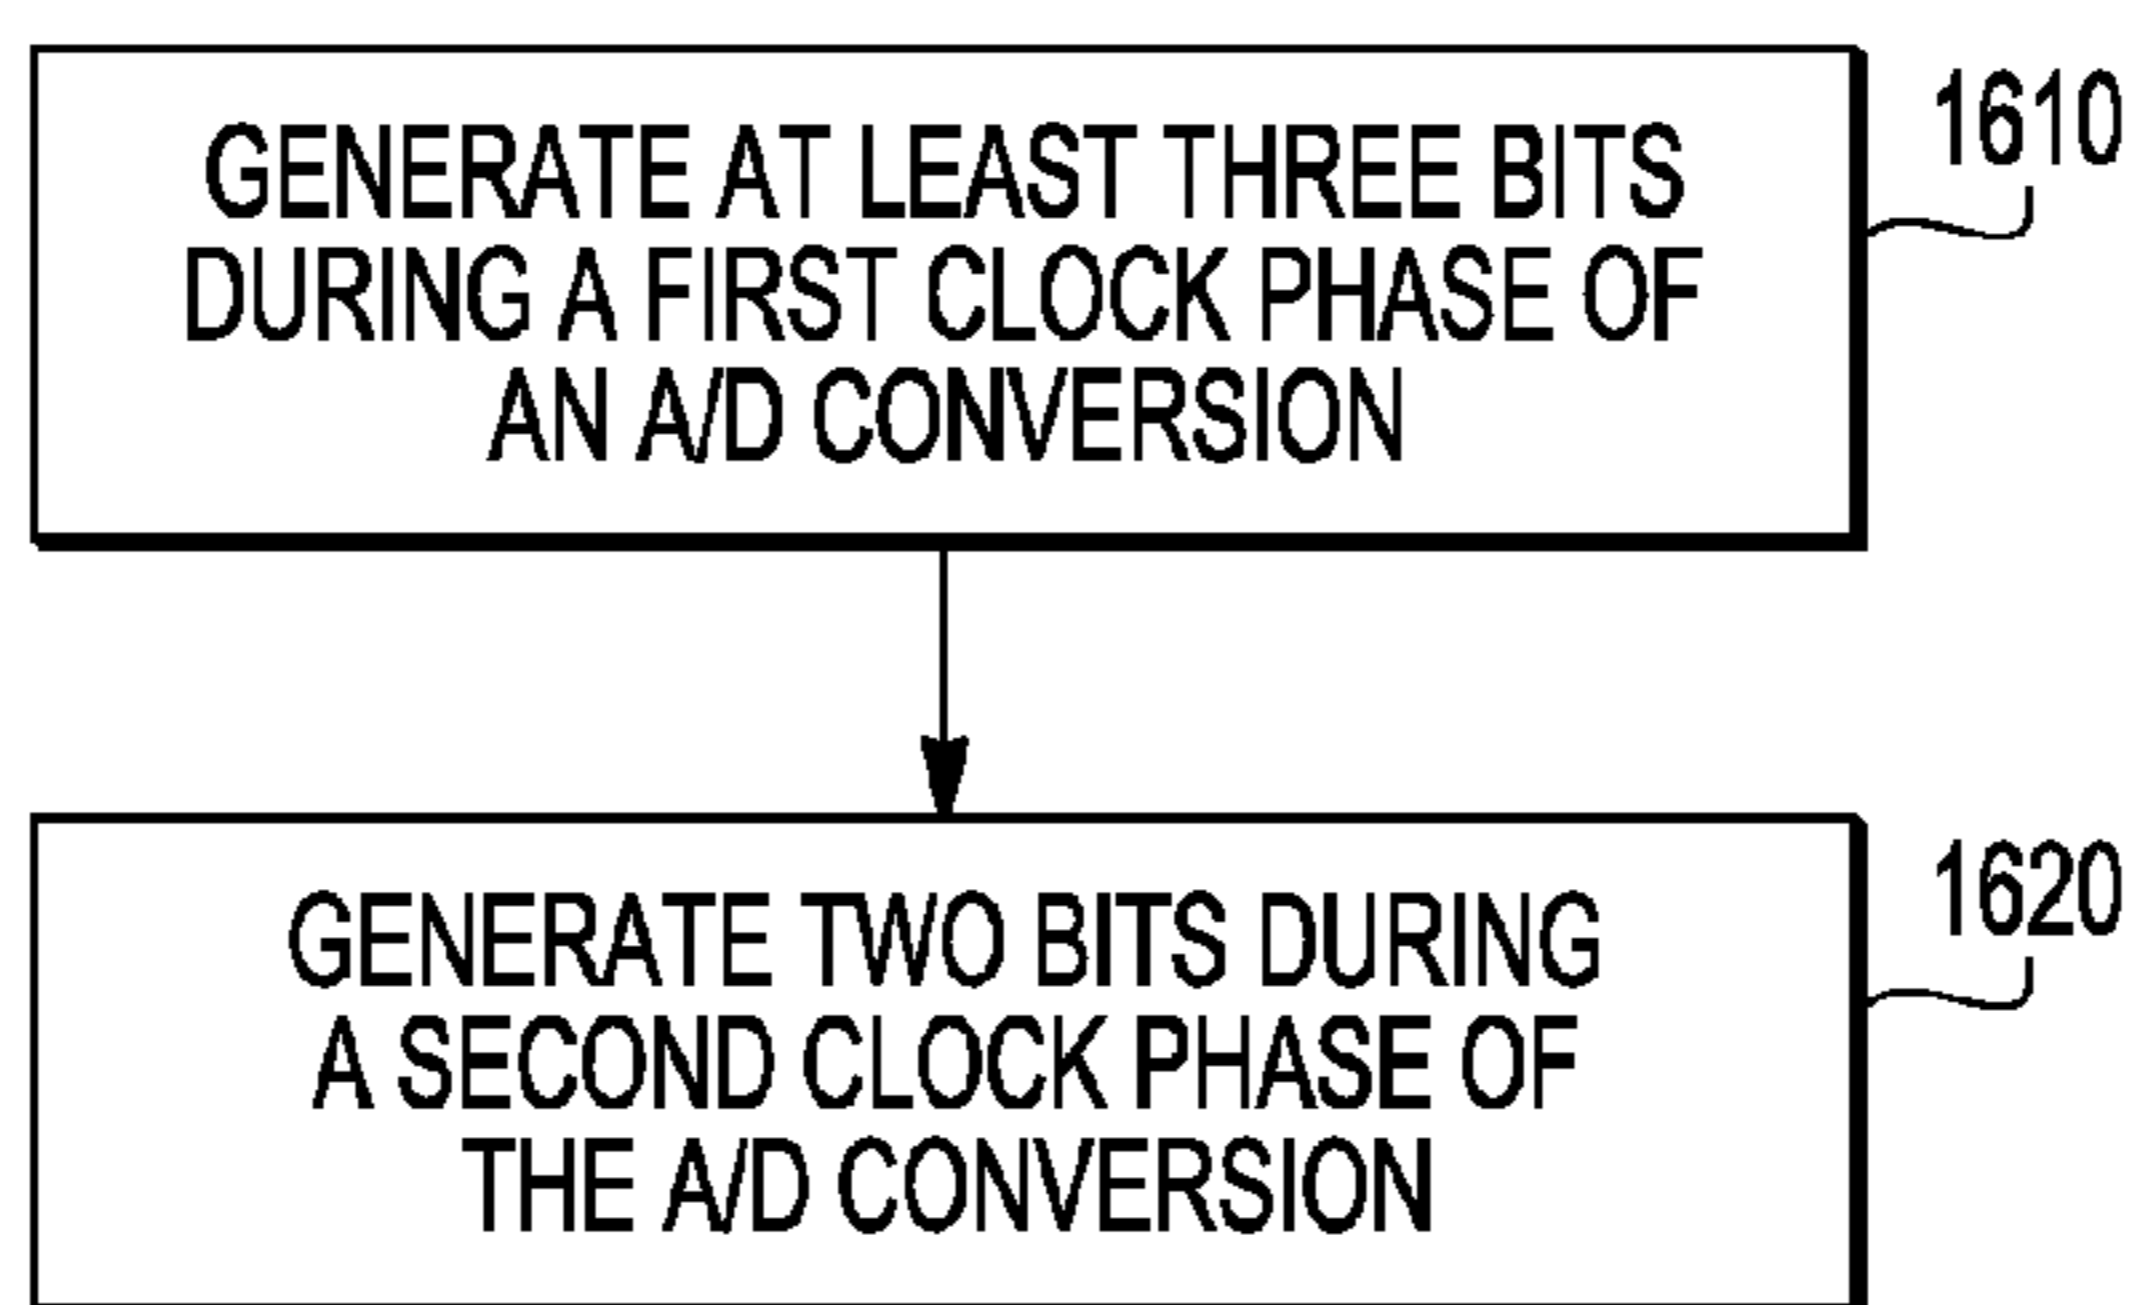 GENERATE AT LEAST THREE BITS
DURING A FIRST CLOCK PHASE OF
AN A/D CONVERSION
1610
GENERATE TWO BITS DURING
A SECOND CLOCK PHASE OF
THE A/D CONVERSION
1620